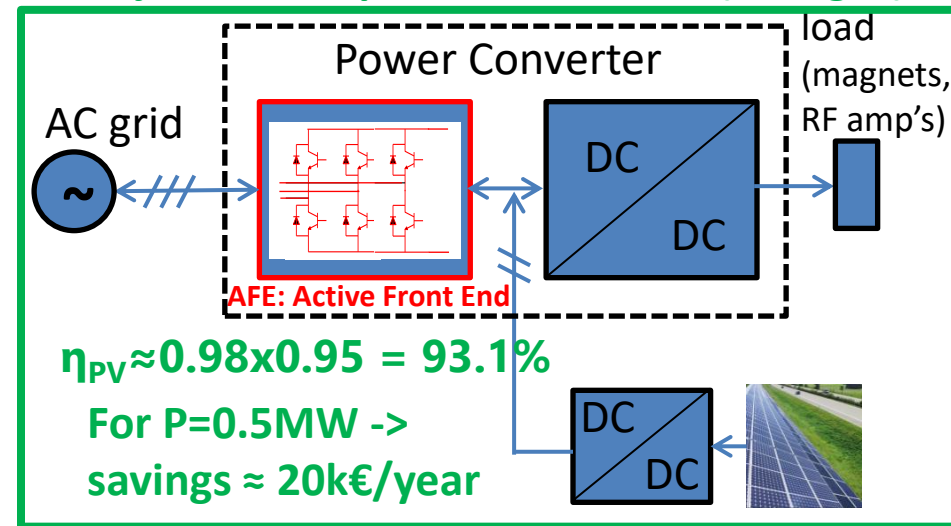 load
(magnets,
RF amp's)
Power Converter
AC grid
~
DC
DC
AFE: Active Front End
ηPV≈0.98x0.95 = 93.1%
For P=0.5MW ->
savings ≈ 20k€/year
DC
DC